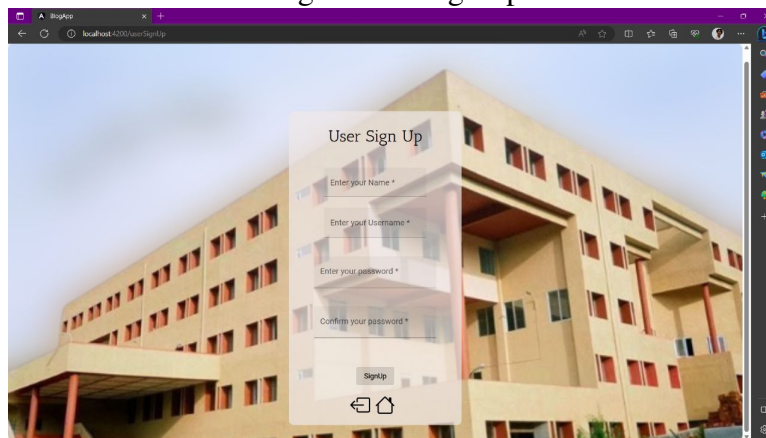 BlogApp
localhost:4200/userSignUp
User Sign Up
Enter your Name *
Enter your Username *
Enter your password *
Confirm your password *
SignUp